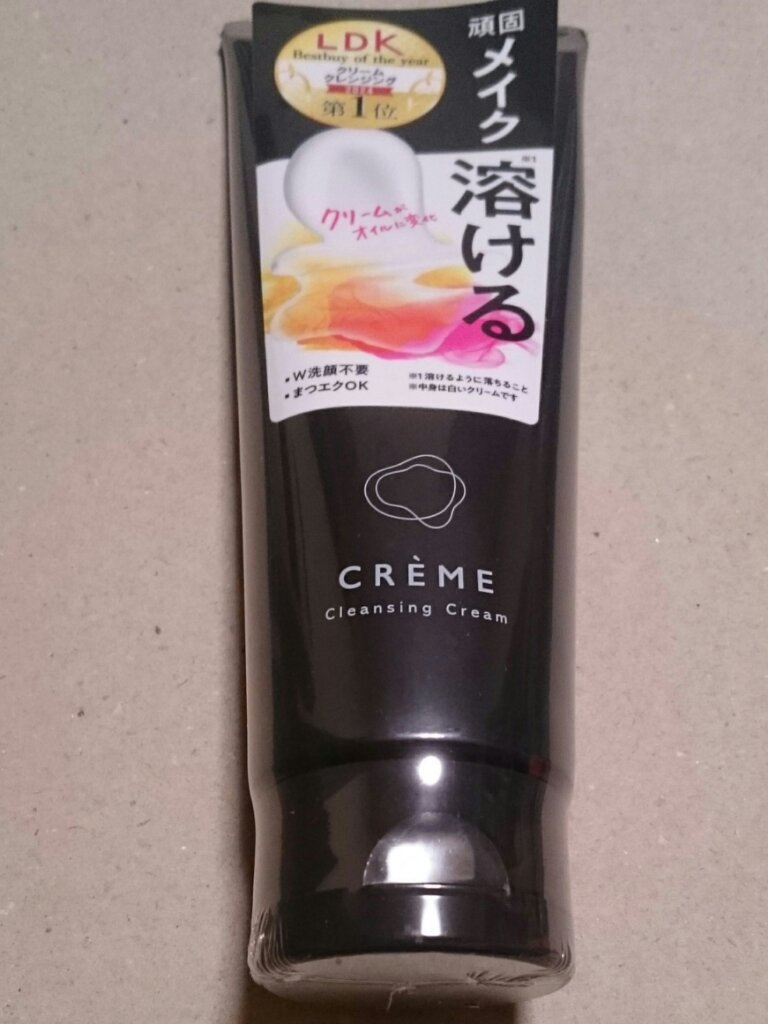 LDK
Bestbuy of the year
クリーム
クレンジング
2024
第1位
頑固
メイク
※1
溶ける
クリームが
オイルに変化
▪W洗顔不要
▪まつエクOK
※1 溶けるように落ちること
※中身は白いクリームです
CRÈME
Cleansing Cream